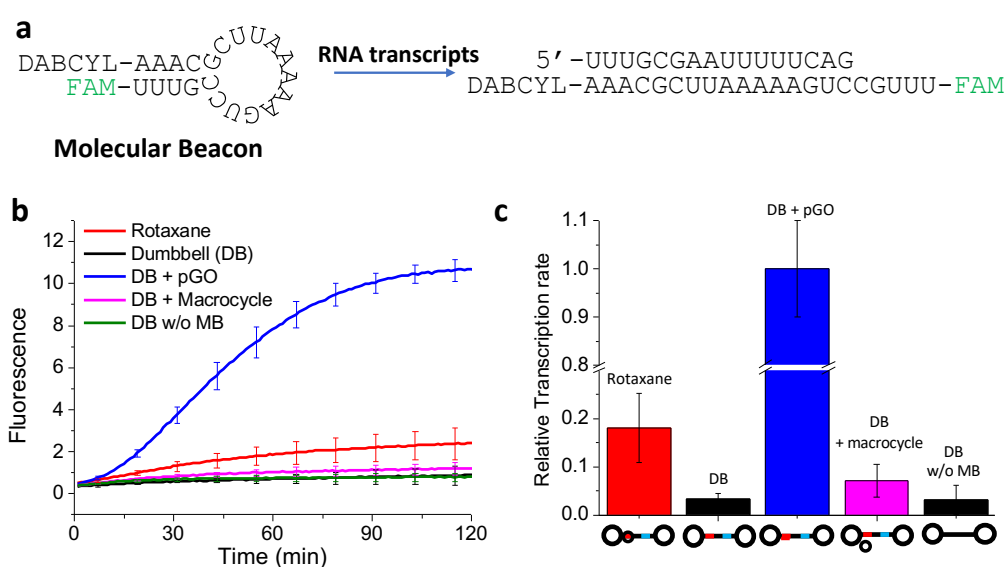 a
DABCYL-AAAC
GCUUAAAAAGUCC
FAM-UUUG
Molecular Beacon
RNA transcripts
5’-UUUGCGAAUUUUUCAG
DABCYL-AAACGCUUAAAAAGUCCGUUU-FAM
b
Rotaxane
Dumbbell (DB)
DB + pGO
DB + Macrocycle
DB w/o MB
Fluorescence
12
10
8
6
4
2
0
0
30
60
90
120
Time (min)
c
Relative Transcription rate
1.1
1.0
0.9
0.8
0.2
0.1
0.0
Rotaxane
DB
DB + pGO
DB
+ macrocycle
DB
w/o MB